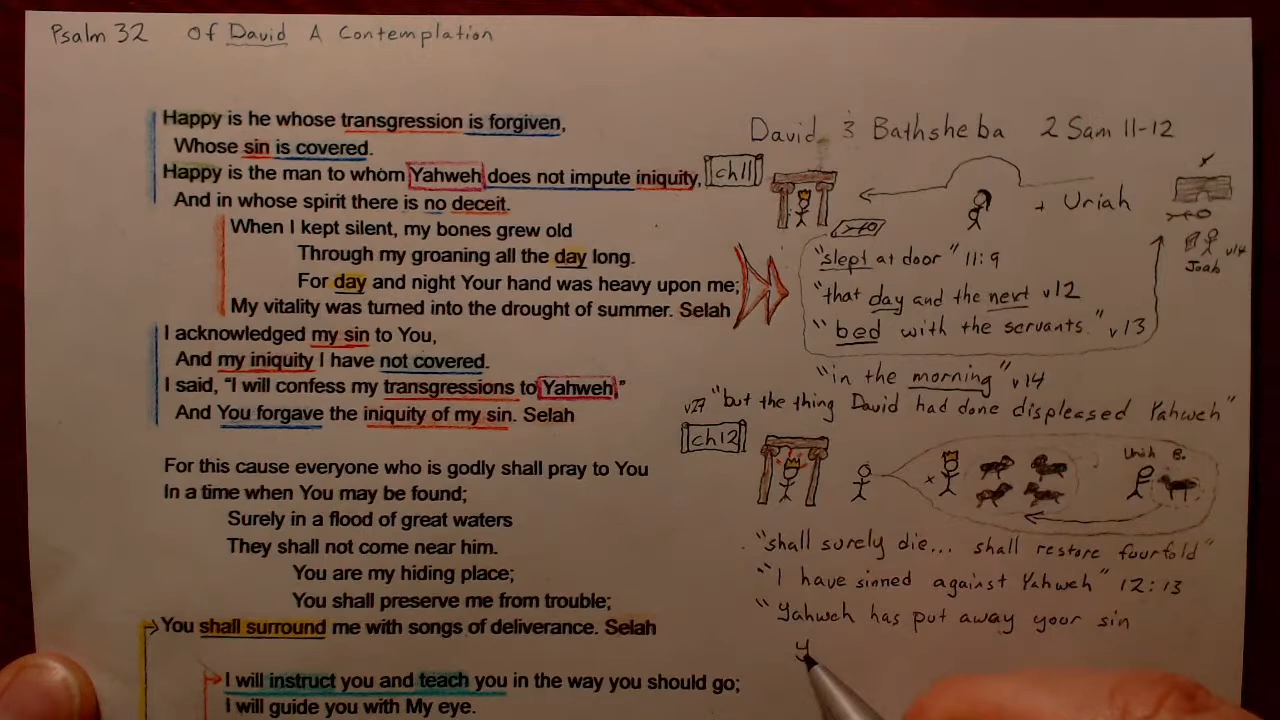 Psalm 32 Of David A Contemplation
Happy is he whose transgression is forgiven,
Whose sin is covered.
Happy is the man to whom Yahweh does not impute iniquity,
And in whose spirit there is no deceit.
When I kept silent, my bones grew old
Through my groaning all the day long.
For day and night Your hand was heavy upon me;
My vitality was turned into the drought of summer. Selah
I acknowledged my sin to You,
And my iniquity I have not covered.
I said, “I will confess my transgressions to Yahweh,”
And You forgave the iniquity of my sin. Selah
For this cause everyone who is godly shall pray to You
In a time when You may be found;
Surely in a flood of great waters
They shall not come near him.
You are my hiding place;
You shall preserve me from trouble;
You shall surround me with songs of deliverance. Selah
I will instruct you and teach you in the way you should go;
I will guide you with My eye.
David & Bathsheba 2 Sam 11-12
ch11
+ Uriah
"slept at door" 11:9
"that day and the next v12
"bed with the servants." v13
Joab v14
"in the morning" v14
v27 "but the thing David had done displeased Yahweh"
ch12
Uriah B.
"shall surely die... shall restore fourfold"
"I have sinned against Yahweh" 12:13
"Yahweh has put away your sin
y